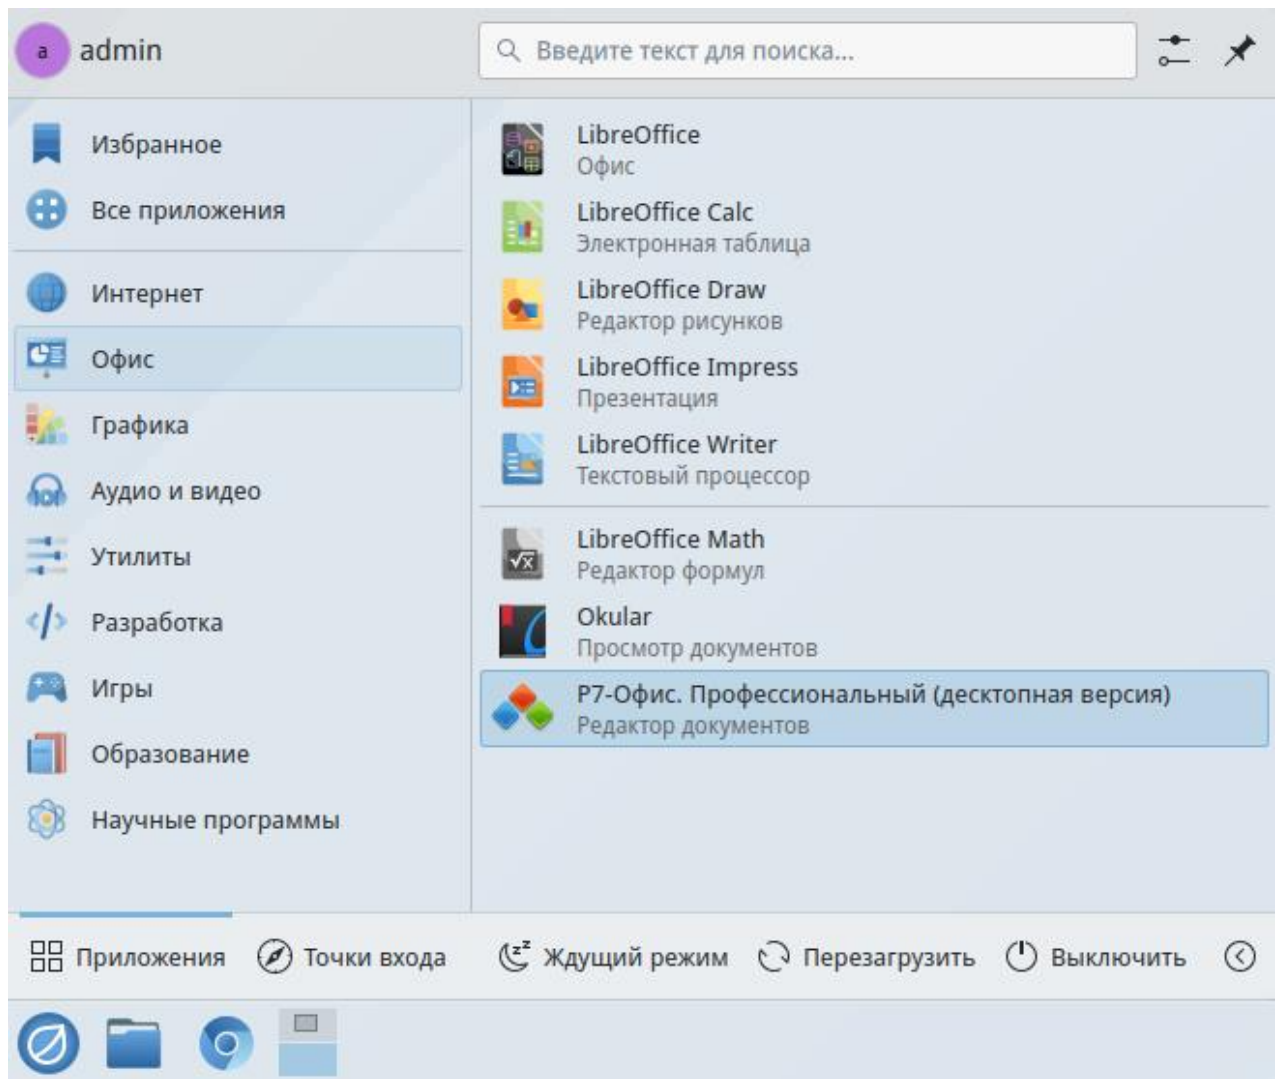 a
admin
Введите текст для поиска...
Избранное
Все приложения
Интернет
Офис
Графика
Аудио и видео
Утилиты
Разработка
Игры
Образование
Научные программы
LibreOffice
Офис
LibreOffice Calc
Электронная таблица
LibreOffice Draw
Редактор рисунков
LibreOffice Impress
Презентация
LibreOffice Writer
Текстовый процессор
LibreOffice Math
Редактор формул
Okular
Просмотр документов
Р7-Офис. Профессиональный (десктопная версия)
Редактор документов
Приложения
Точки входа
Ждущий режим
Перезагрузить
Выключить